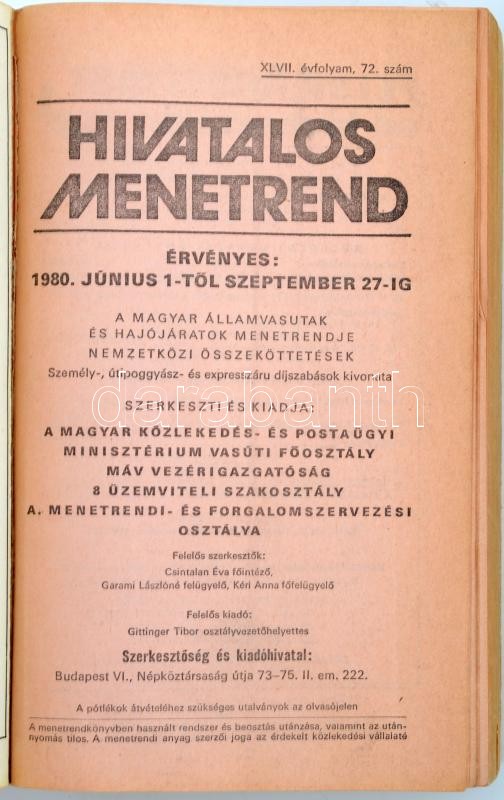 XLVII. évfolyam, 72. szám
HIVATALOS
MENETREND
ÉRVÉNYES:
1980. JÚNIUS 1-TŐL SZEPTEMBER 27-IG
A MAGYAR ÁLLAMVASUTAK
ÉS HAJÓJÁRATOK MENETRENDJE
NEMZETKÖZI ÖSSZEKÖTTETÉSEK
Személy-, útipoggyász- és expresszáru díjszabások kivonata
darabanth
SZERKESZTI ÉS KIADJA:
A MAGYAR KÖZLEKEDÉS- ÉS POSTAÜGYI
MINISZTÉRIUM VASÚTI FŐOSZTÁLY
MÁV VEZÉRIGAZGATÓSÁG
8 ÜZEMVITELI SZAKOSZTÁLY
A. MENETRENDI- ÉS FORGALOMSZERVEZÉSI
OSZTÁLYA
Felelős szerkesztők:
Csintalan Éva főintéző,
Garami Lászlóné felügyelő, Kéri Anna főfelügyelő
Felelős kiadó:
Gittinger Tibor osztályvezetőhelyettes
Szerkesztőség és kiadóhivatal:
Budapest VI., Népköztársaság útja 73–75. II. em. 222.
A pótlékok átvételéhez szükséges utalványok az olvasójelen
A menetrendkönyvben használt rendszer és beosztás utánzása, valamint az után-
nyomás tilos. A menetrendi anyag szerzői joga az érdekelt közlekedési vállalaté